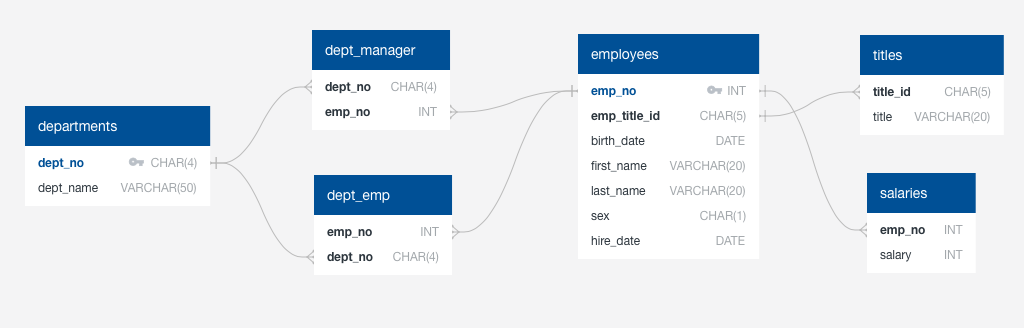 departments
dept_no CHAR(4)
dept_name VARCHAR(50)
dept_manager
dept_no CHAR(4)
emp_no INT
dept_emp
emp_no INT
dept_no CHAR(4)
employees
emp_no INT
emp_title_id CHAR(5)
birth_date DATE
first_name VARCHAR(20)
last_name VARCHAR(20)
sex CHAR(1)
hire_date DATE
titles
title_id CHAR(5)
title VARCHAR(20)
salaries
emp_no INT
salary INT